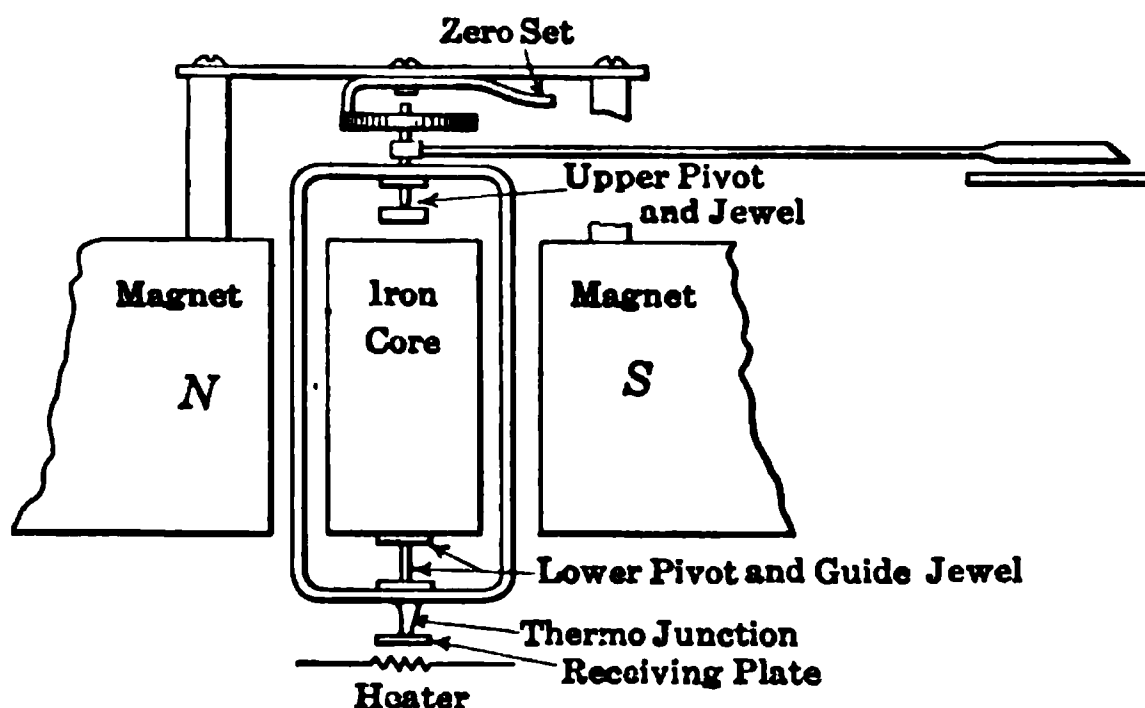 Zero Set
Upper Pivot
and Jewel
Magnet
Iron
Core
Magnet
N
S
Lower Pivot and Guide Jewel
Thermo Junction
Receiving Plate
Heater